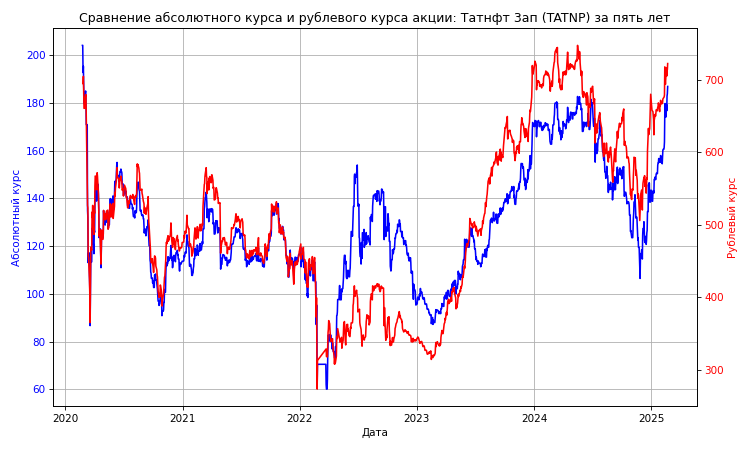 Сравнение абсолютного курса и рублевого курса акции: Татнфт 3ап (TATNP) за пять лет
200
180
160
140
120
100
80
60
Абсолютный курс
700
600
500
400
300
Рублевый курс
2020 2021 2022 2023 2024 2025
Дата